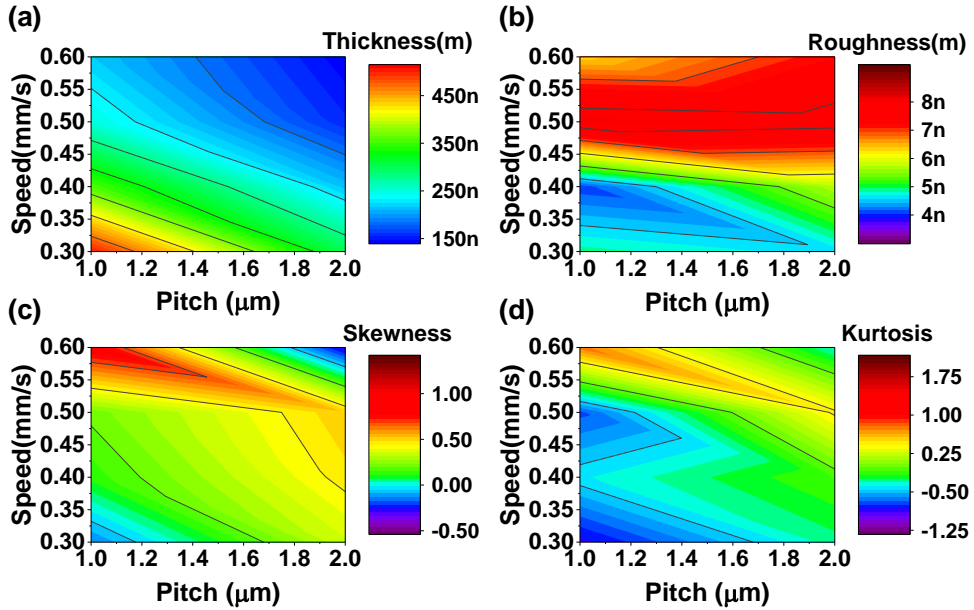 (a)
Thickness(m)
0.60
0.55
0.50
0.45
0.40
0.35
0.30
Speed(mm/s)
1.0 1.2 1.4 1.6 1.8 2.0
Pitch (μm)
450n
350n
250n
150n
(b)
Roughness(m)
0.60
0.55
0.50
0.45
0.40
0.35
0.30
Speed(mm/s)
1.0 1.2 1.4 1.6 1.8 2.0
Pitch (μm)
8n
7n
6n
5n
4n
(c)
Skewness
0.60
0.55
0.50
0.45
0.40
0.35
0.30
Speed(mm/s)
1.0 1.2 1.4 1.6 1.8 2.0
Pitch (μm)
1.00
0.50
0.00
-0.50
(d)
Kurtosis
0.60
0.55
0.50
0.45
0.40
0.35
0.30
Speed(mm/s)
1.0 1.2 1.4 1.6 1.8 2.0
Pitch (μm)
1.75
1.00
0.25
-0.50
-1.25